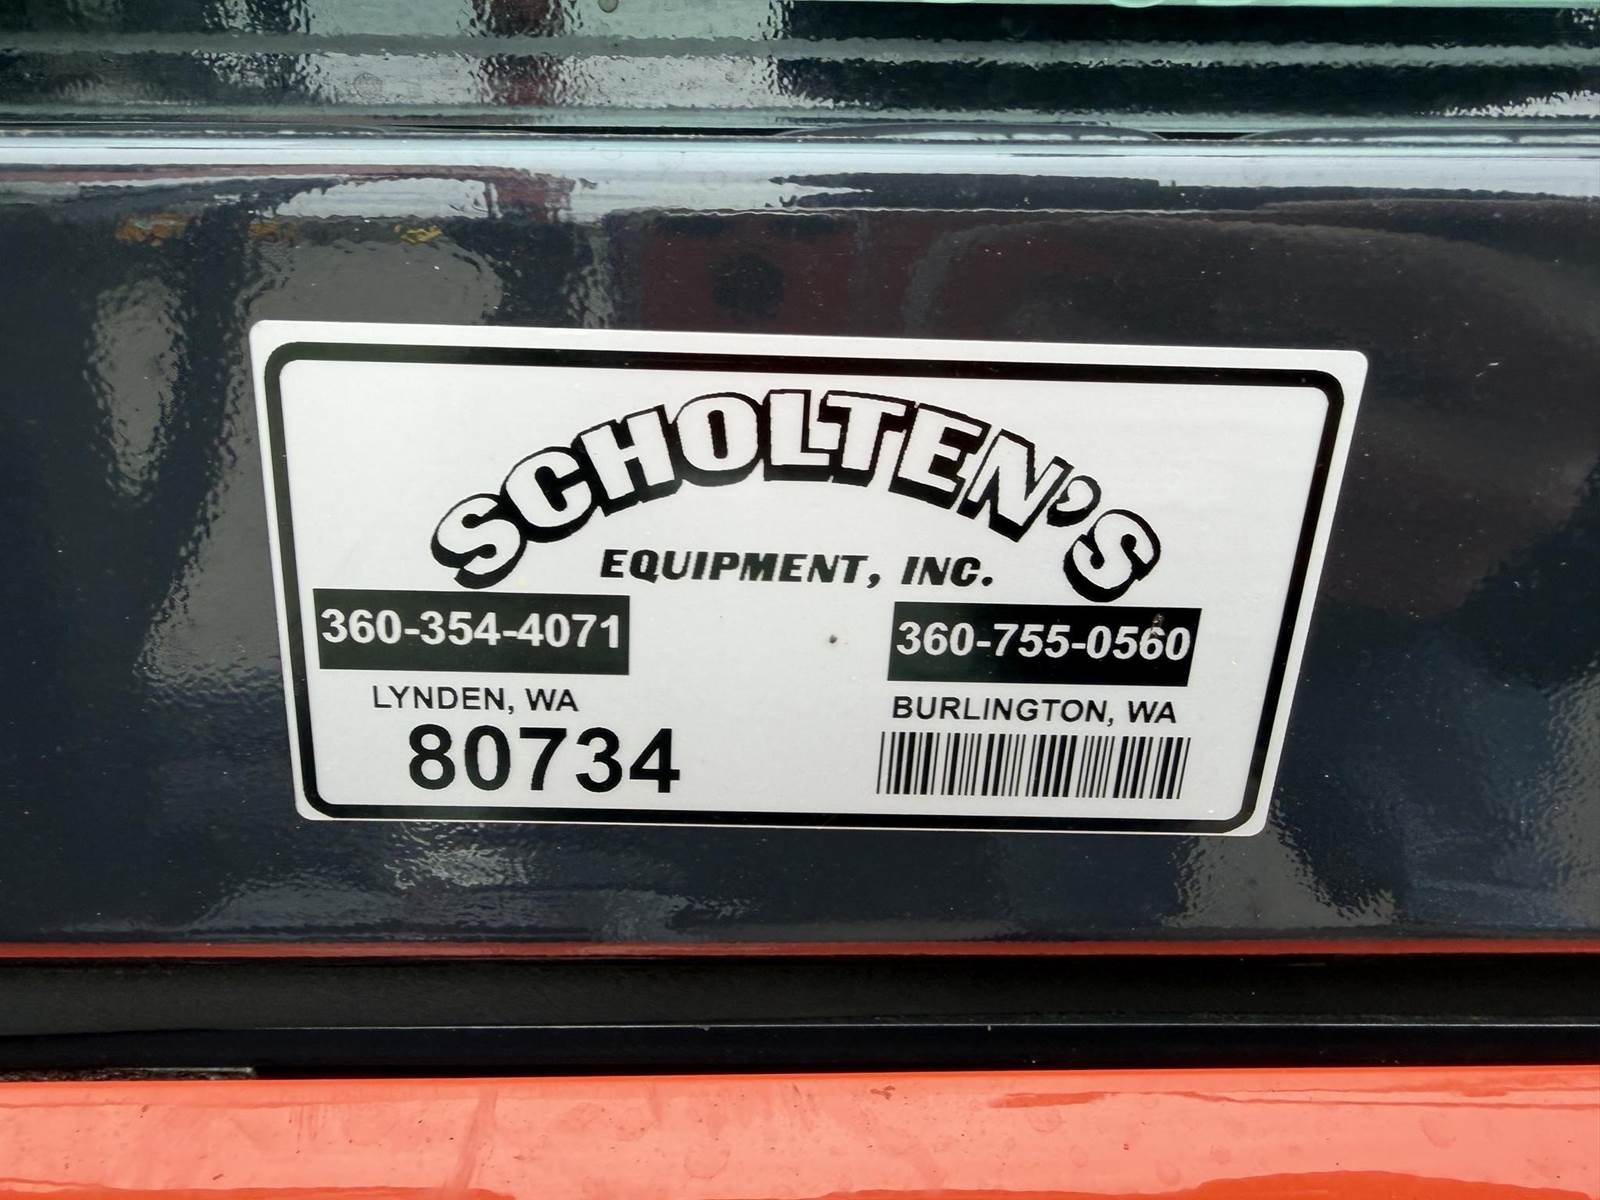 SCHOLTEN'S
EQUIPMENT, INC.
360-354-4071 360-755-0560
LYNDEN, WA BURLINGTON, WA
80734